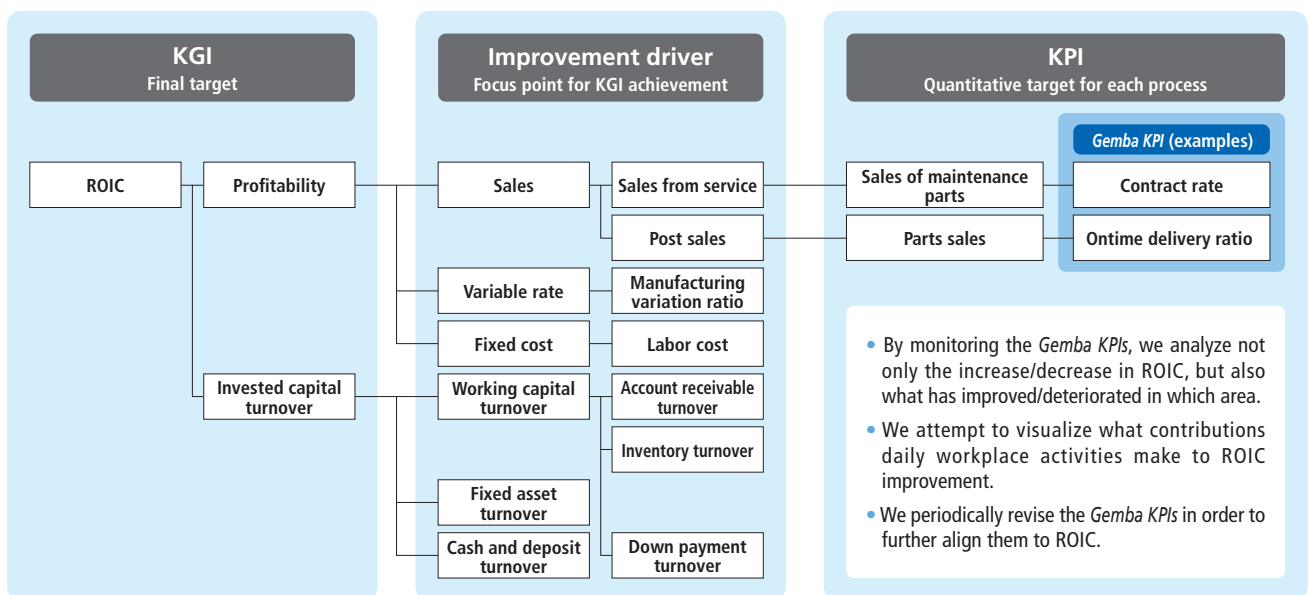 KGI
Final target
Improvement driver
Focus point for KGI achievement
KPI
Quantitative target for each process
Gemba KPI (examples)
ROIC
Profitability
Sales
Sales from service
Sales of maintenance
parts
Contract rate
Post sales
Parts sales
Ontime delivery ratio
Variable rate
Manufacturing
variation ratio
Fixed cost
Labor cost
Invested capital
turnover
Working capital
turnover
Account receivable
turnover
Inventory turnover
Fixed asset
turnover
Cash and deposit
turnover
Down payment
turnover
• By monitoring the Gemba KPIs, we analyze not
only the increase/decrease in ROIC, but also
what has improved/deteriorated in which area.
• We attempt to visualize what contributions
daily workplace activities make to ROIC
improvement.
• We periodically revise the Gemba KPIs in order to
further align them to ROIC.